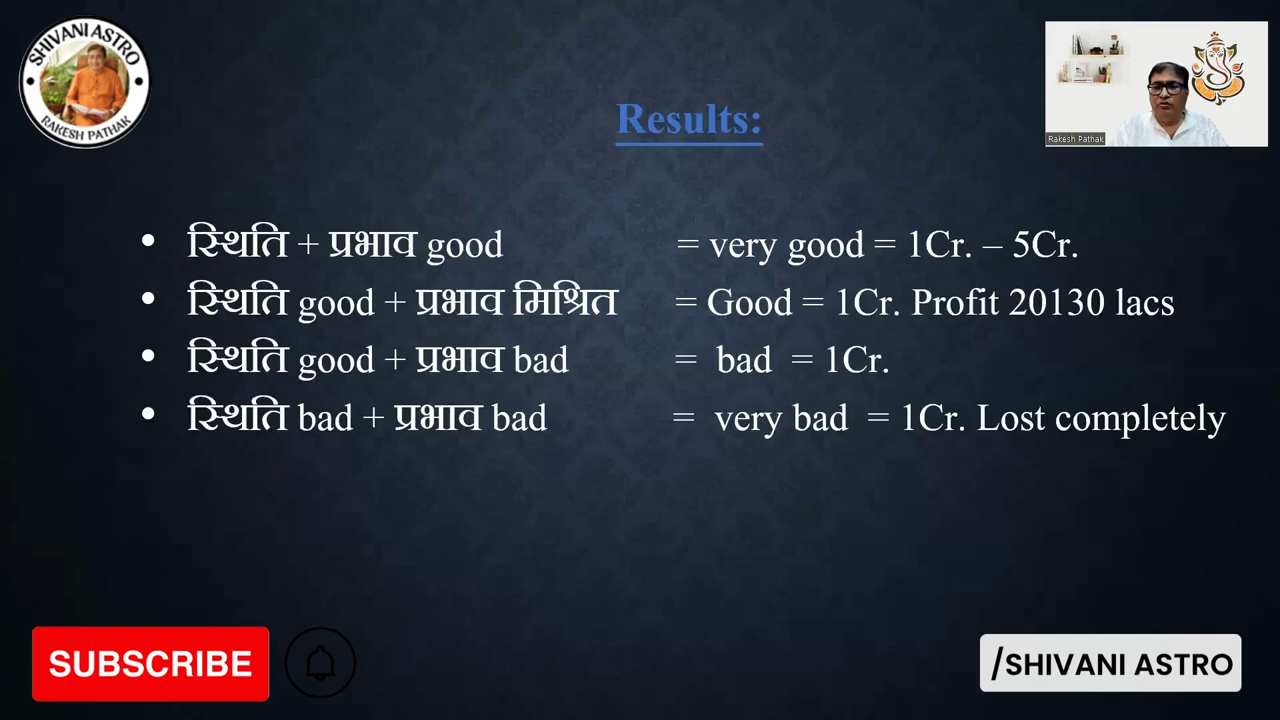 SHIVANI ASTRO
RAKESH PATHAK
Rakesh Pathak
Results:
• स्थिति + प्रभाव good = very good = 1Cr. – 5Cr.
• स्थिति good + प्रभाव मिश्रित = Good = 1Cr. Profit 20130 lacs
• स्थिति good + प्रभाव bad = bad = 1Cr.
• स्थिति bad + प्रभाव bad = very bad = 1Cr. Lost completely
SUBSCRIBE
/SHIVANI ASTRO